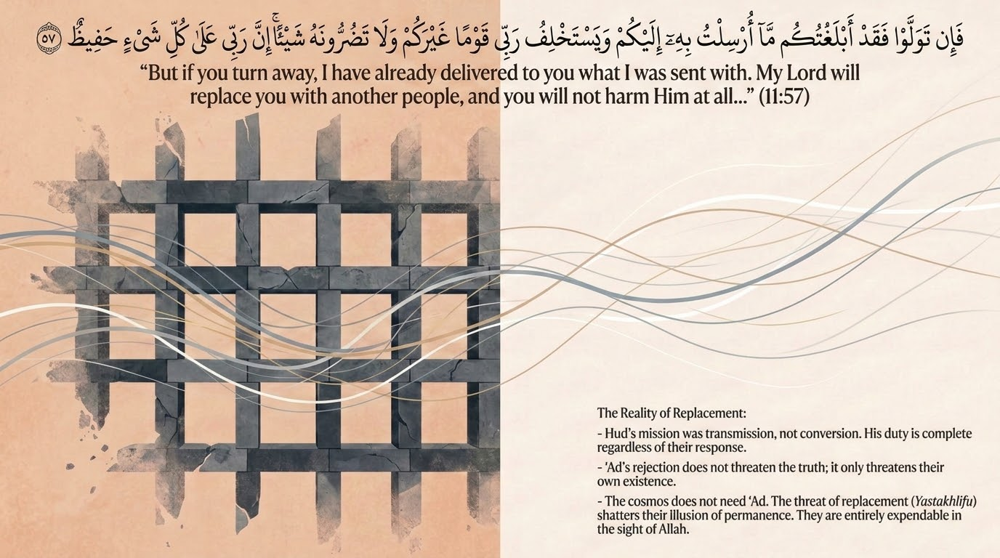 فَإِن تَوَلَّوْا۟ فَقَدْ أَبْلَغْتُكُم مَّآ أُرْسِلْتُ بِهِۦٓ إِلَيْكُمْ وَيَسْتَخْلِفُ رَبِّى قَوْمًا غَيْرَكُمْ وَلَا تَضُرُّونَهُۥ شَيْـًٔا ۚ إِنَّ رَبِّى عَلَىٰ كُلِّ شَىْءٍ حَفِيظٌ ٥٧
“But if you turn away, I have already delivered to you what I was sent with. My Lord will
replace you with another people, and you will not harm Him at all...” (11:57)
The Reality of Replacement:
- Hud’s mission was transmission, not conversion. His duty is complete
regardless of their response.
- ‘Ad’s rejection does not threaten the truth; it only threatens their
own existence.
- The cosmos does not need ‘Ad. The threat of replacement (Yastakhlifu)
shatters their illusion of permanence. They are entirely expendable in
the sight of Allah.